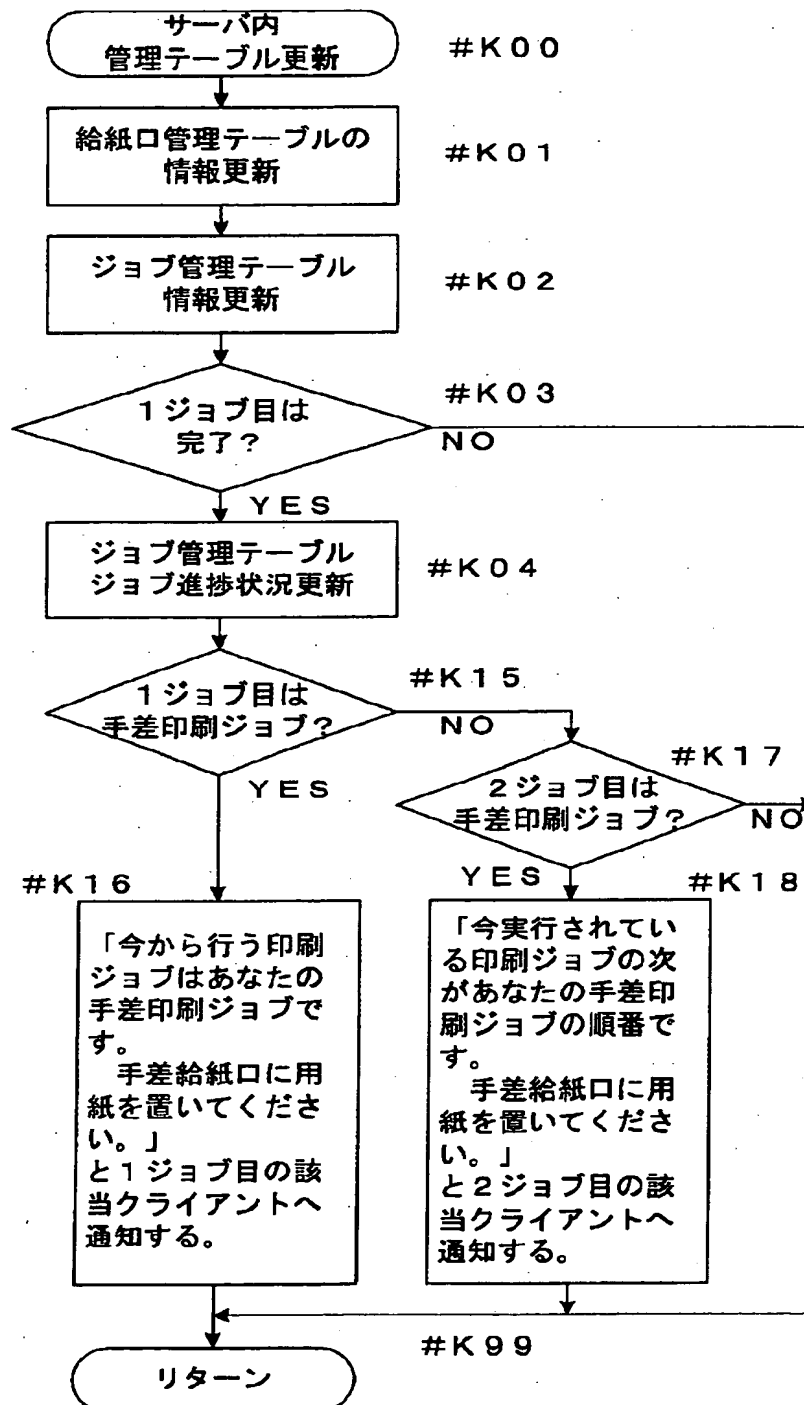 サーバ内
管理テーブル更新
#K00
給紙口管理テーブルの
情報更新
#K01
ジョブ管理テーブル
情報更新
#K02
1ジョブ目は
完了?
#K03
NO
YES
ジョブ管理テーブル
ジョブ進捗状況更新
#K04
1ジョブ目は
手差印刷ジョブ?
#K15
NO
YES
2ジョブ目は
手差印刷ジョブ?
#K17
NO
YES
#K16
「今から行う印刷
ジョブはあなたの
手差印刷ジョブで
す。
手差給紙口に用
紙を置いてくださ
い。」
と1ジョブ目の該
当クライアントへ
通知する。
#K18
「今実行されてい
る印刷ジョブの次
があなたの手差印
刷ジョブの順番で
す。
手差給紙口に用
紙を置いてくださ
い。」
と2ジョブ目の該
当クライアントへ
通知する。
#K99
リターン